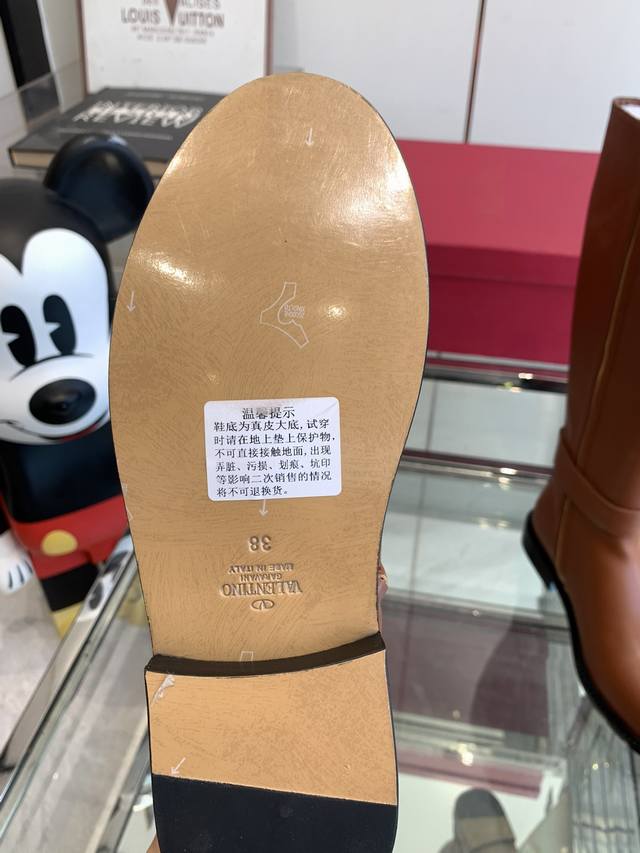 LOUIS VUITTON
REVIEW
温馨提示
鞋底为真皮大底,试穿
时请在地上垫上保护物,
不可直接接触地面,出现
弄脏、污损、划痕、坑印
等影响二次销售的情况
将不可退换货。
38
MADE IN ITALY
GARAVANI
VALENTINO